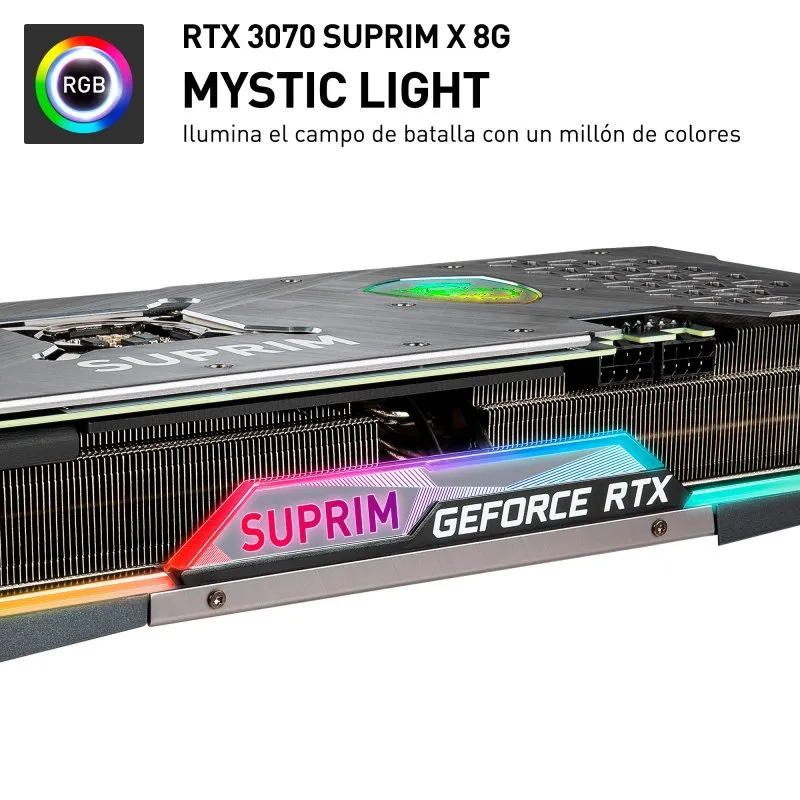 RGB
RTX 3070 SUPRIM X 8G
MYSTIC LIGHT
Ilumina el campo de batalla con un millón de colores
SUPRIM
SUPRIM
GEFORCE RTX